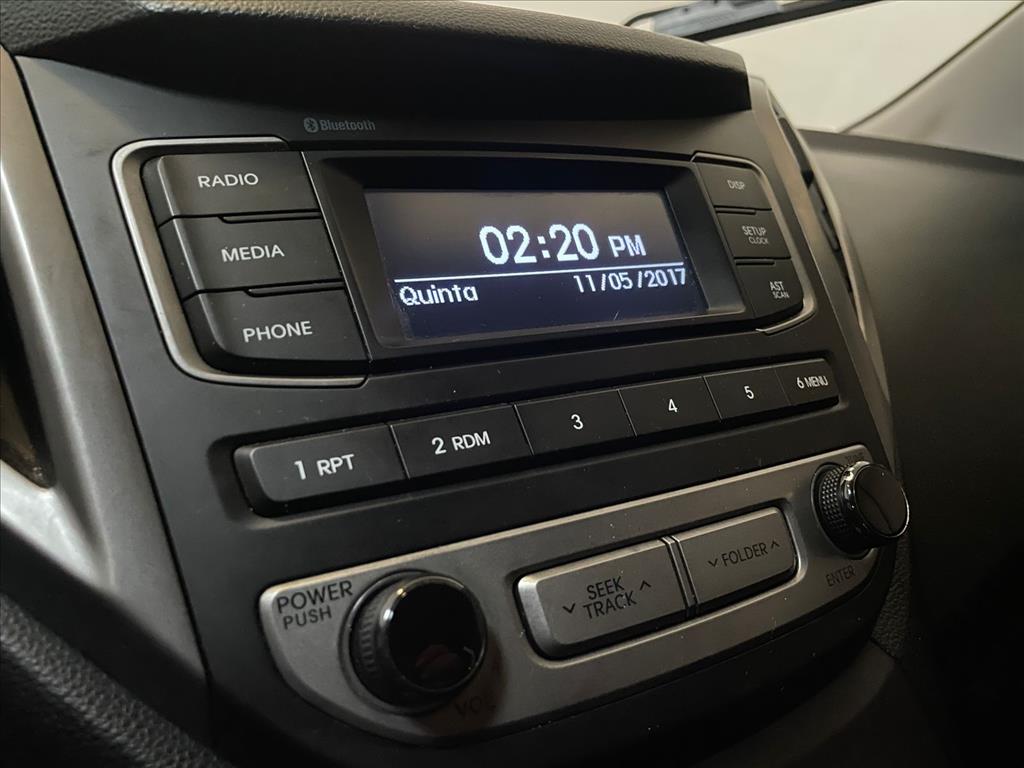 Bluetooth
RADIO
MEDIA
PHONE
02:20 PM
Quinta 11/05/2017
DISP
SETUP
CLOCK
AST
SCAN
1 RPT
2 RDM
3
4
5
6 MENU
POWER
PUSH
VOL
SEEK
TRACK
FOLDER
ENTER